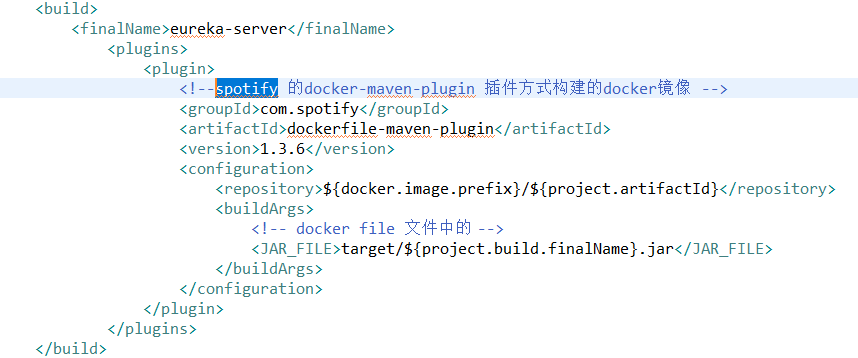 <build>
<finalName>eureka-server</finalName>
<plugins>
<plugin>
<!--spotify 的docker-maven-plugin 插件方式构建的docker镜像 -->
<groupId>com.spotify</groupId>
<artifactId>dockerfile-maven-plugin</artifactId>
<version>1.3.6</version>
<configuration>
<repository>${docker.image.prefix}/${project.artifactId}</repository>
<buildArgs>
<!-- docker file 文件中的 -->
<JAR_FILE>target/${project.build.finalName}.jar</JAR_FILE>
</buildArgs>
</configuration>
</plugin>
</plugins>
</build>